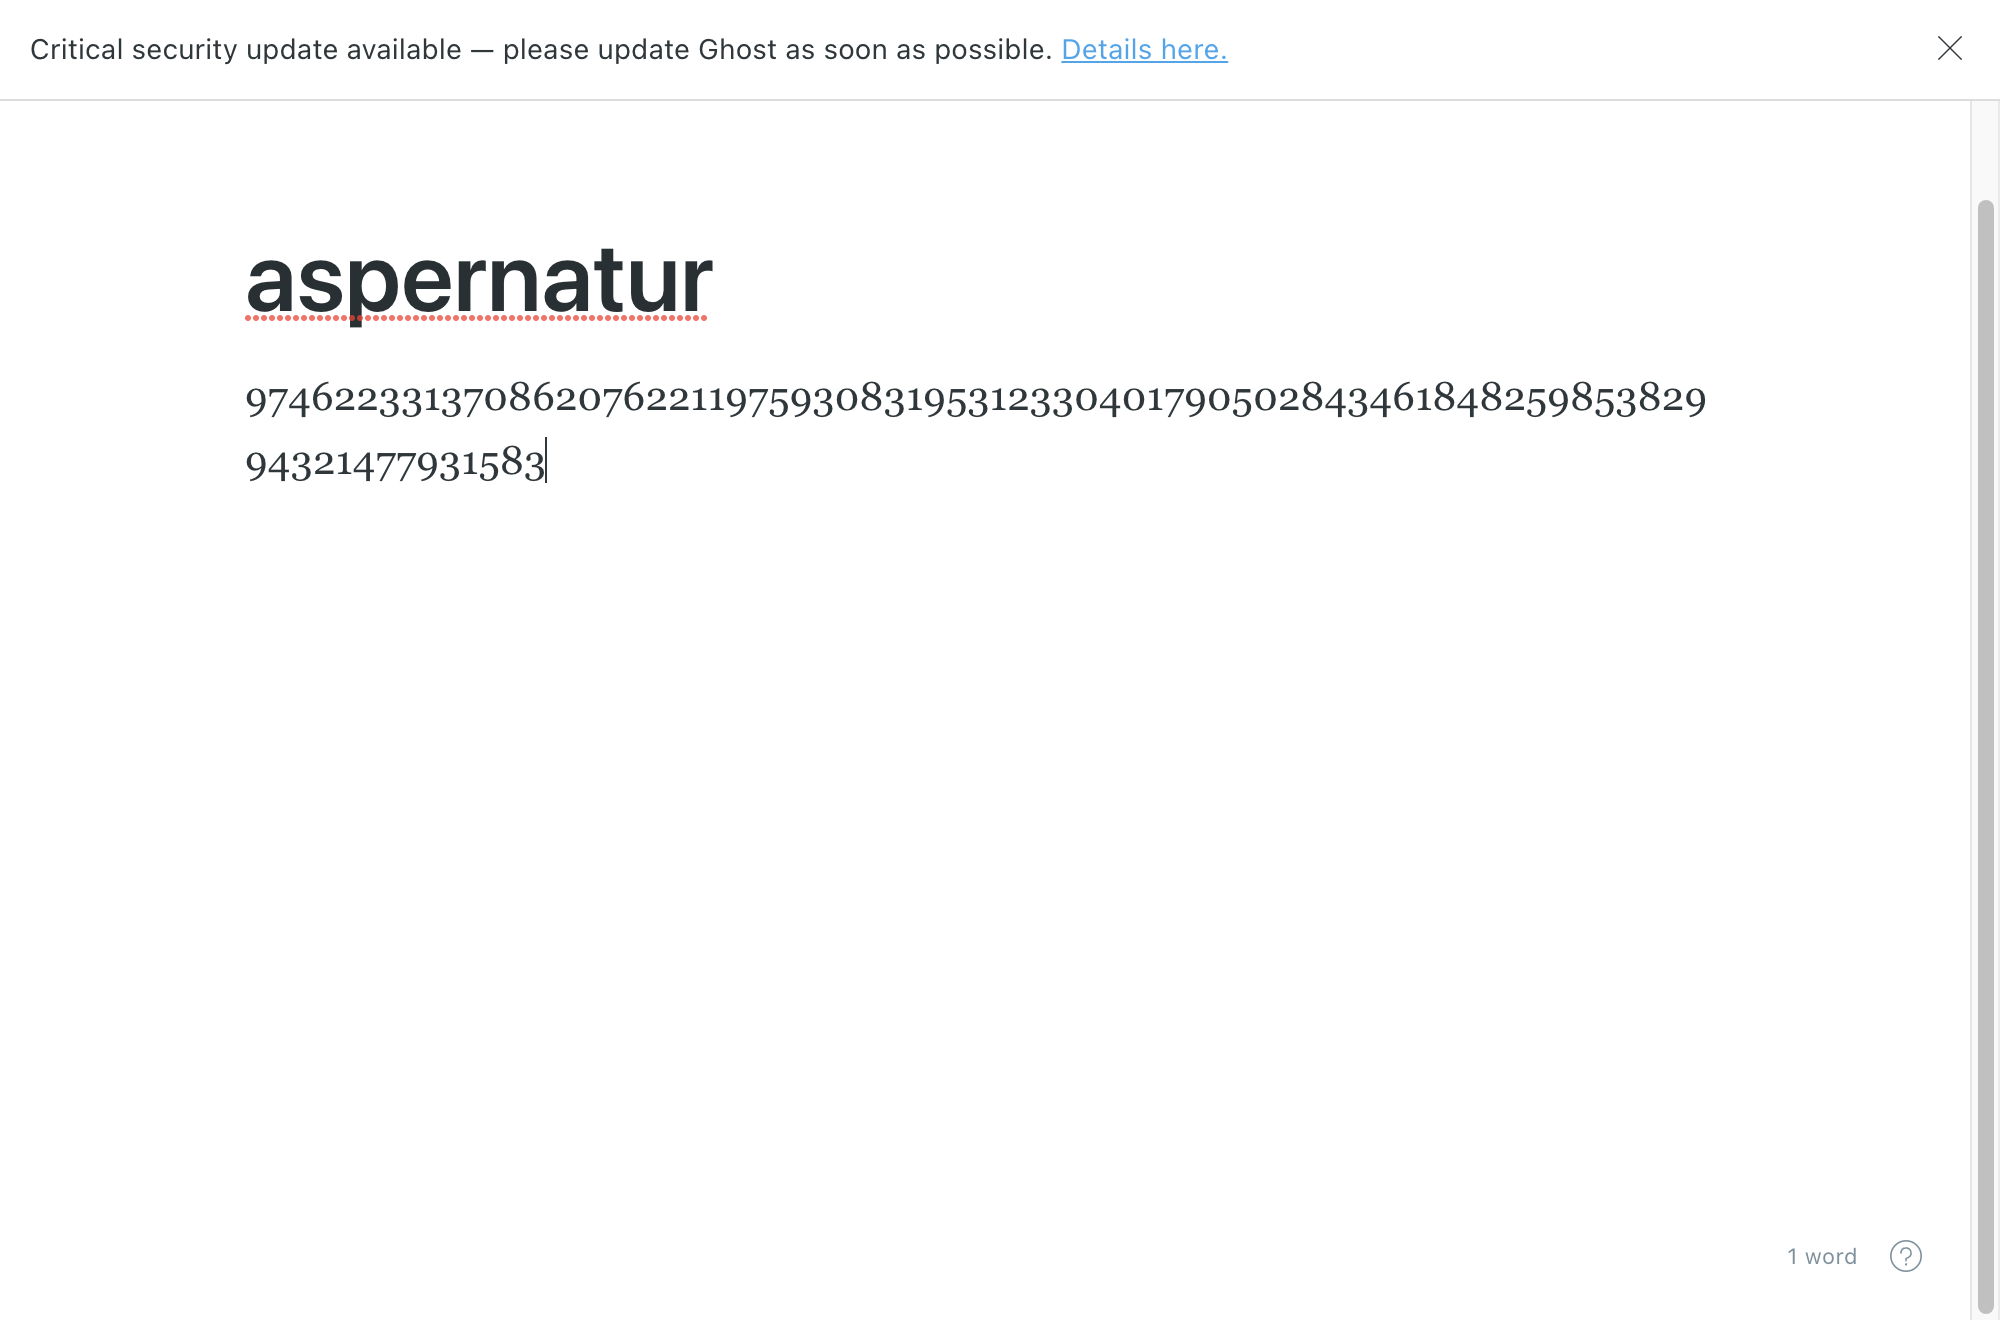 Critical security update available — please update Ghost as soon as possible. Details here.
aspernatur
974622331370862076221197593083195312330401790502843461848259853829
94321477931583
1 word
?